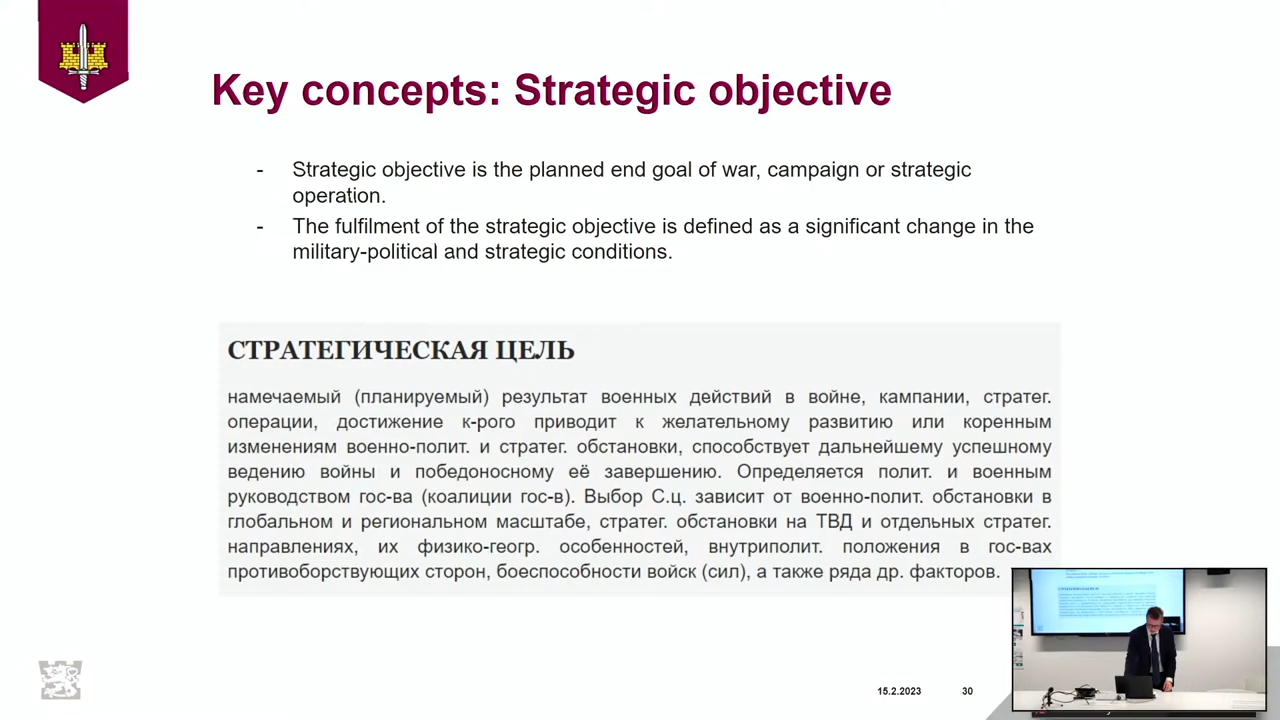 Key concepts: Strategic objective
- Strategic objective is the planned end goal of war, campaign or strategic
operation.
- The fulfilment of the strategic objective is defined as a significant change in the
military-political and strategic conditions.
СТРАТЕГИЧЕСКАЯ ЦЕЛЬ
намечаемый (планируемый) результат военных действий в войне, кампании, стратег.
операции, достижение к-рого приводит к желательному развитию или коренным
изменениям военно-полит. и стратег. обстановки, способствует дальнейшему успешному
ведению войны и победоносному её завершению. Определяется полит. и военным
руководством гос-ва (коалиции гос-в). Выбор С.ц. зависит от военно-полит. обстановки в
глобальном и региональном масштабе, стратег. обстановки на ТВД и отдельных стратег.
направлениях, их физико-геогр. особенностей, внутриполит. положения в гос-вах
противоборствующих сторон, боеспособности войск (сил), а также ряда др. факторов.
15.2.2023 30